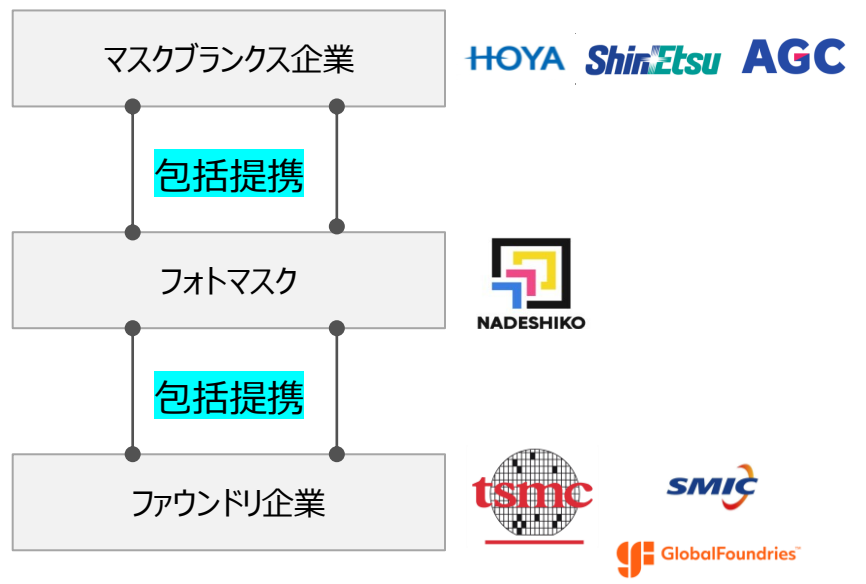 マスクブランクス企業
HOYA ShinEtsu AGC
包括提携
フォトマスク
NADESHIKO
包括提携
ファウンドリ企業
tsmc
SMIC
GlobalFoundries™